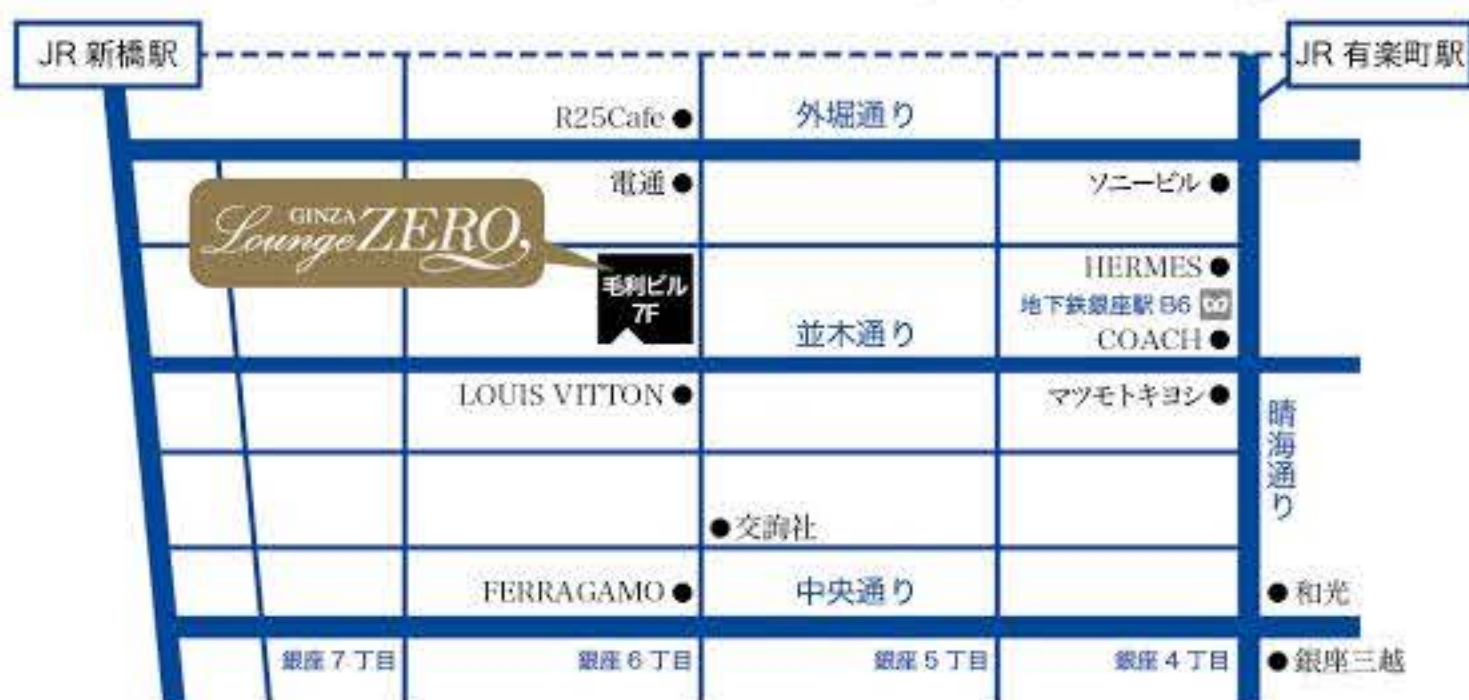 JR 新橋駅
JR 有楽町駅
R25Cafe
外堀通り
電通
ソニービル
GINZA
Lounge ZERO,
毛利ビル
7F
HERMES
地下鉄銀座駅 B6
COACH
並木通り
LOUIS VITTON
マツモトキヨシ
晴海通り
交詢社
FERRAGAMO
中央通り
和光
銀座 7 丁目
銀座 6 丁目
銀座 5 丁目
銀座 4 丁目
銀座三越